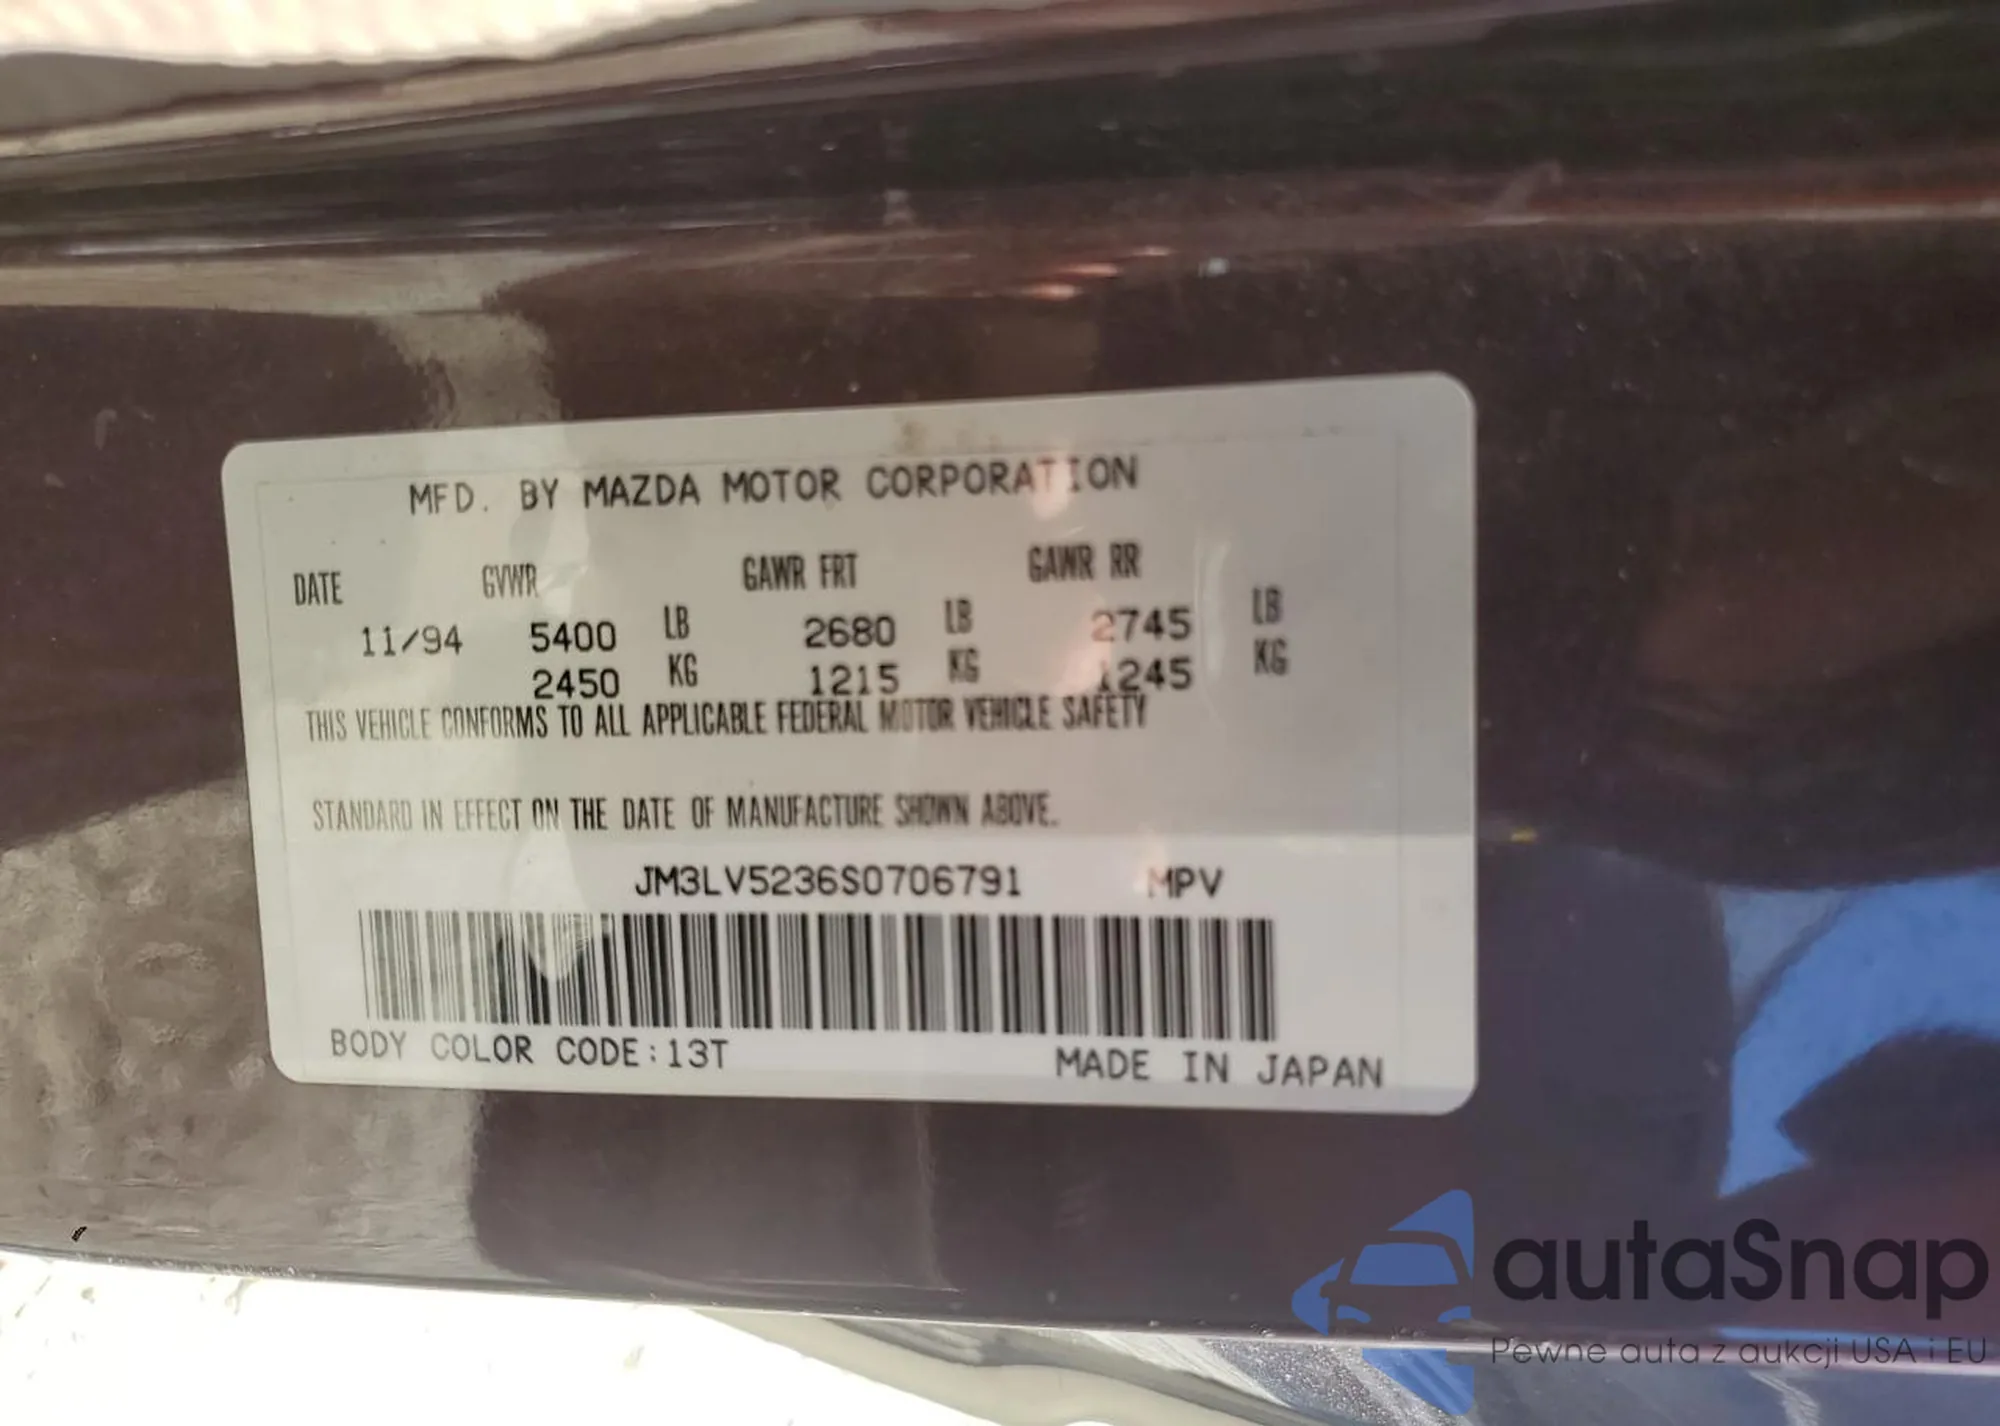 MFD. BY MAZDA MOTOR CORPORATION
DATE GVWR GAWR FRT GAWR RR
11/94 5400 LB 2680 LB 2745 LB
2450 KG 1215 KG 1245 KG
THIS VEHICLE CONFORMS TO ALL APPLICABLE FEDERAL MOTOR VEHICLE SAFETY
STANDARD IN EFFECT ON THE DATE OF MANUFACTURE SHOWN ABOVE.
JM3LV5236S0706791 MPV
BODY COLOR CODE:13T MADE IN JAPAN
autaSnap
Pewne auta z aukcji USA i EU